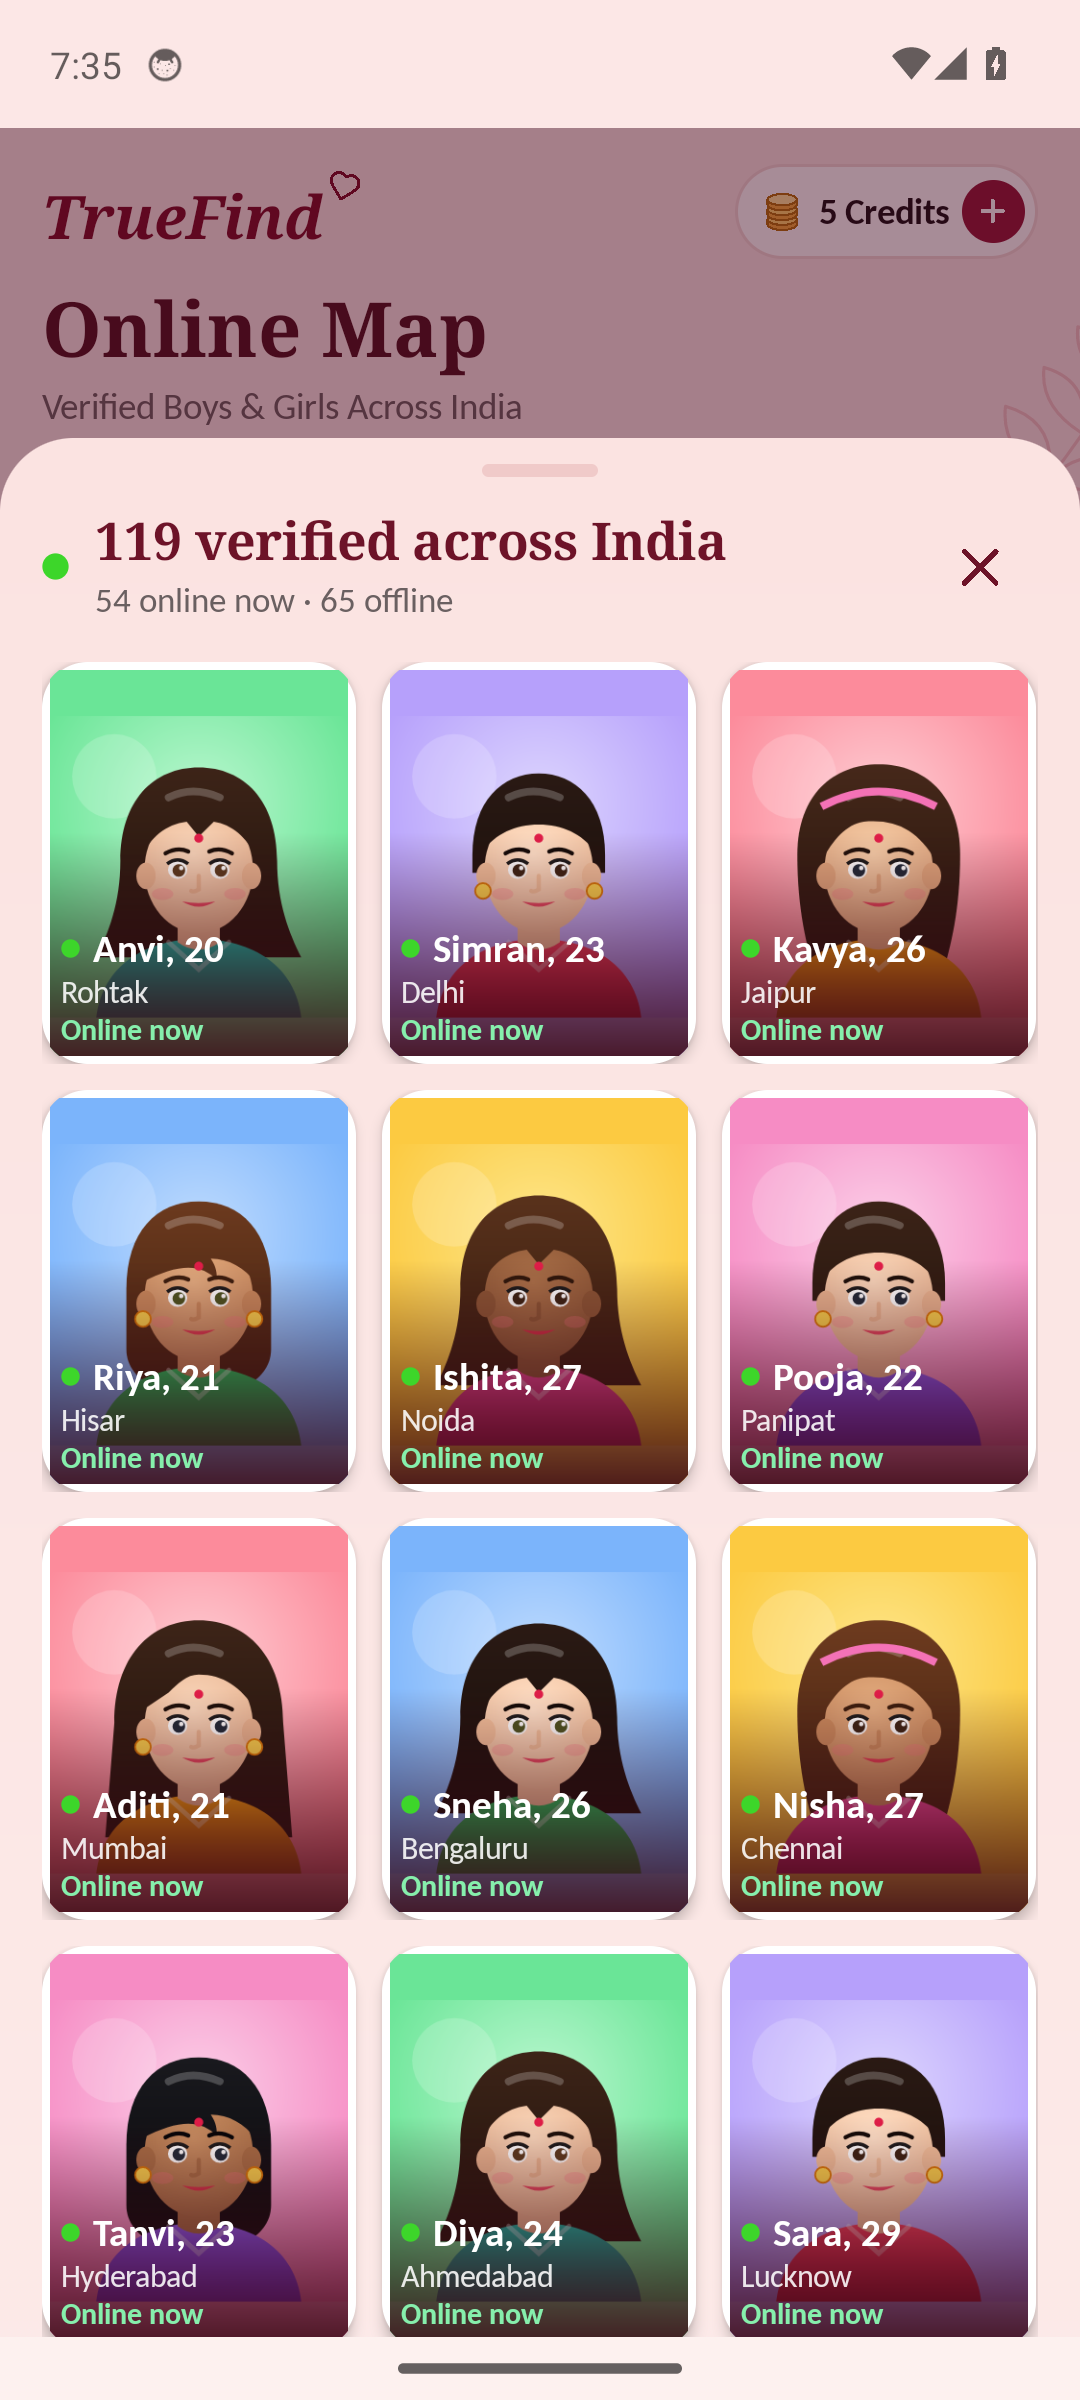 7:35
TrueFind
5 Credits
Online Map
Verified Boys & Girls Across India
119 verified across India
54 online now · 65 offline
Anvi, 20
Rohtak
Online now
Simran, 23
Delhi
Online now
Kavya, 26
Jaipur
Online now
Riya, 21
Hisar
Online now
Ishita, 27
Noida
Online now
Pooja, 22
Panipat
Online now
Aditi, 21
Mumbai
Online now
Sneha, 26
Bengaluru
Online now
Nisha, 27
Chennai
Online now
Tanvi, 23
Hyderabad
Online now
Diya, 24
Ahmedabad
Online now
Sara, 29
Lucknow
Online now